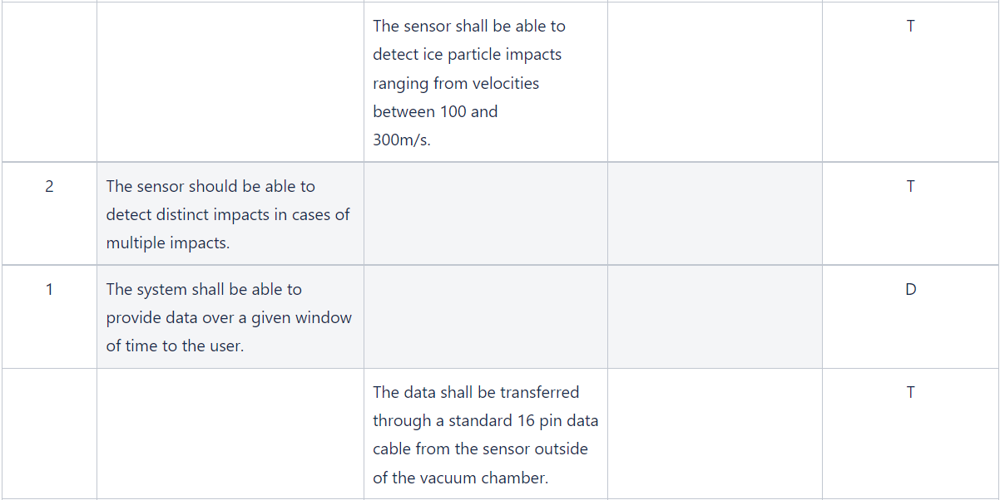 The sensor shall be able to T
detect ice particle impacts
ranging from velocities
between 100 and
300m/s.
2 The sensor should be able to T
detect distinct impacts in cases of
multiple impacts.
1 The system shall be able to D
provide data over a given window
of time to the user.
The data shall be transferred T
through a standard 16 pin data
cable from the sensor outside
of the vacuum chamber.